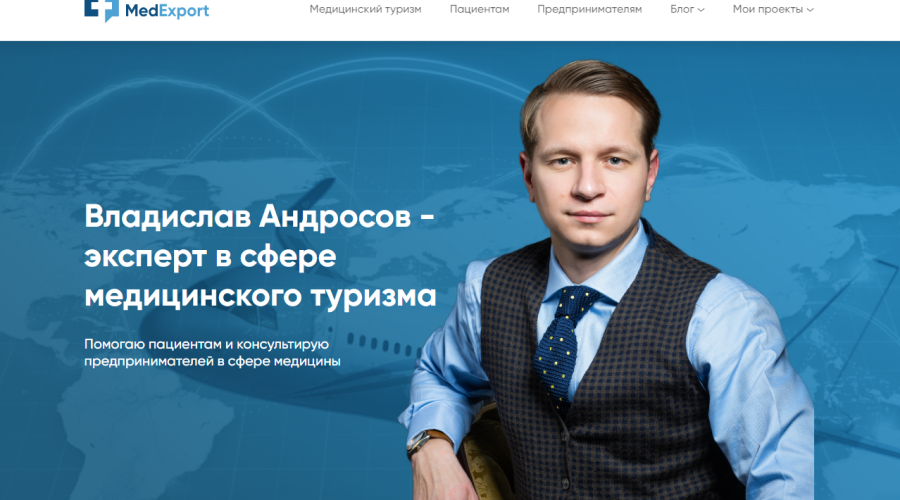 MedExport
Медицинский туризм Пациентам Предпринимателям Блог Мои проекты
Владислав Андросов -
эксперт в сфере
медицинского туризма
Помогаю пациентам и консультирую
предпринимателей в сфере медицины